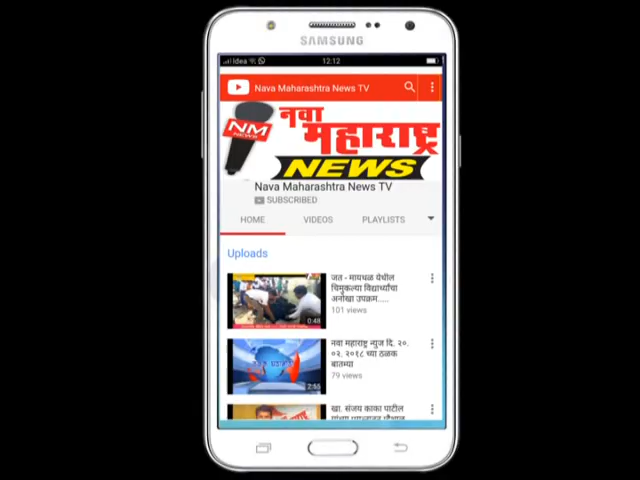 SAMSUNG
Idea 12:12
Nava Maharashtra News TV
NM
NEWS
नवा
महाराष्ट्र
NEWS
Nava Maharashtra News TV
SUBSCRIBED
HOME VIDEOS PLAYLISTS
Uploads
जत - मायथळ येथील
चिमुकल्या विद्यार्थ्यांचा
अनोखा उपक्रम.....
101 views
0:48
नवा महाराष्ट्र न्युज दि. २०.
०२. २०१८ च्या ठळक
बातम्या
79 views
2:55
खा. संजय काका पाटील